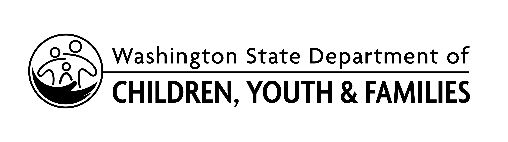 Washington State Department of
CHILDREN, YOUTH & FAMILIES